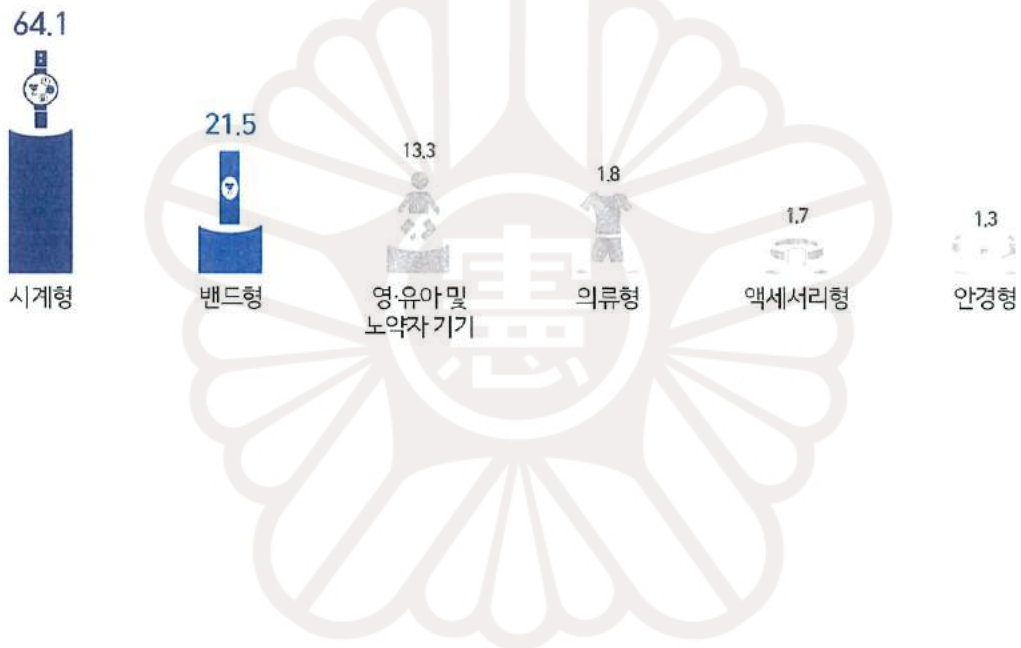 64.1
21.5
13.3
1.8
1.7
1.3
시계형
밴드형
영·유아 및
노약자 기기
의류형
액세서리형
안경형
憲